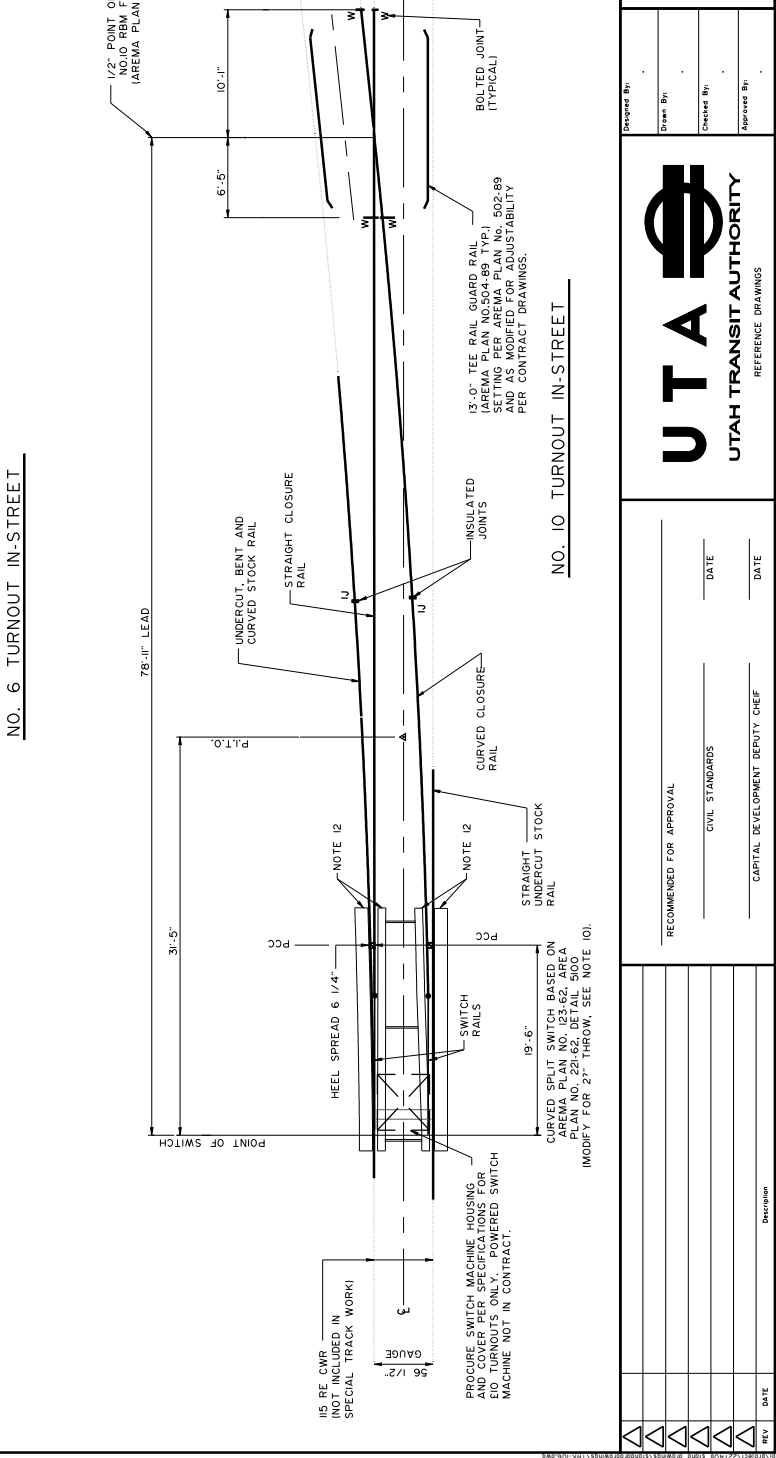 NO. 6 TURNOUT IN-STREET
1/2" POINT O
NO.10 RBM F
(AREMA PLAN
78'-11" LEAD
31'-5"
10'-1"
6'-5"
P.I.T.O.
POINT OF SWITCH
UNDERCUT, BENT AND
CURVED STOCK RAIL
STRAIGHT CLOSURE
RAIL
NOTE 12
HEEL SPREAD 6 1/4"
PCC
PCC
IJ
IJ
W
W
W
W
BOLTED JOINT
(TYPICAL)
13'-0" TEE RAIL GUARD RAIL
(AREMA PLAN NO.504-89 TYP.)
SETTING PER AREMA PLAN No. 502-89
AND AS MODIFIED FOR ADJUSTABILITY
PER CONTRACT DRAWINGS.
INSULATED
JOINTS
CURVED CLOSURE
RAIL
NOTE 12
STRAIGHT
UNDERCUT STOCK
RAIL
SWITCH
RAILS
19'-6"
CURVED SPLIT SWITCH BASED ON
AREMA PLAN NO. 123-62, AREA
PLAN NO. 221-62, DETAIL 5100
(MODIFY FOR 2?" THROW, SEE NOTE 10).
115 RE CWR
(NOT INCLUDED IN
SPECIAL TRACK WORK)
56 1/2"
GAUGE
CL
PROCURE SWITCH MACHINE HOUSING
AND COVER PER SPECIFICATIONS FOR
£10 TURNOUTS ONLY. POWERED SWITCH
MACHINE NOT IN CONTRACT.
NO. 10 TURNOUT IN-STREET
REV DATE Description
RECOMMENDED FOR APPROVAL
CIVIL STANDARDS DATE
CAPITAL DEVELOPMENT DEPUTY CHEIF DATE
U T A
UTAH TRANSIT AUTHORITY
REFERENCE DRAWINGS
Designed By:
Drawn By:
Checked By:
Approved By: